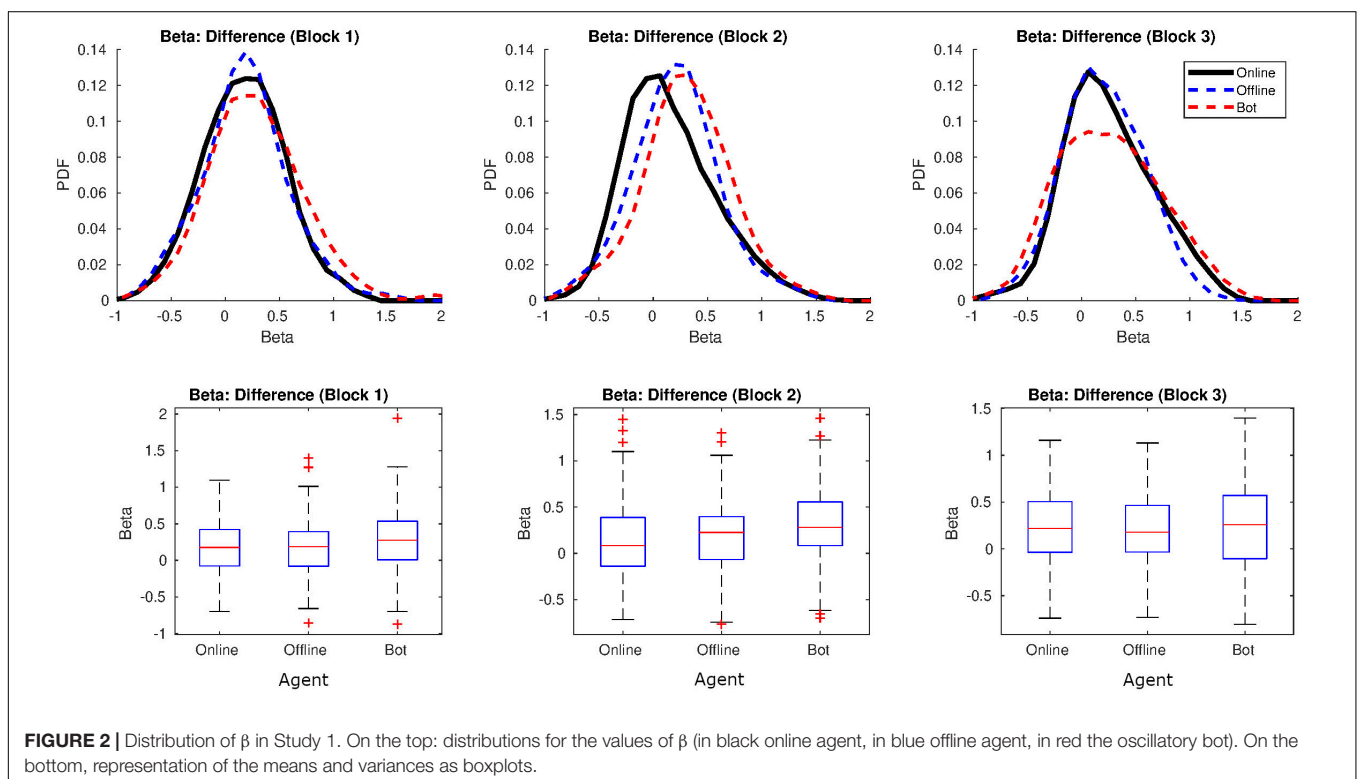 Beta: Difference (Block 1)
0.14
0.12
0.1
0.08
0.06
0.04
0.02
0
PDF
-1
-0.5
0
0.5
1
1.5
2
Beta
Beta: Difference (Block 2)
0.14
0.12
0.1
0.08
0.06
0.04
0.02
0
PDF
-1
-0.5
0
0.5
1
1.5
2
Beta
Beta: Difference (Block 3)
0.14
0.12
0.1
0.08
0.06
0.04
0.02
0
PDF
-1
-0.5
0
0.5
1
1.5
2
Beta
Online
Offline
Bot
Beta: Difference (Block 1)
2
1.5
1
0.5
0
-0.5
-1
Beta
Online
Offline
Bot
Agent
Beta: Difference (Block 2)
1.5
1
0.5
0
-0.5
Beta
Online
Offline
Bot
Agent
Beta: Difference (Block 3)
1.5
1
0.5
0
-0.5
Beta
Online
Offline
Bot
Agent
FIGURE 2 | Distribution of β in Study 1. On the top: distributions for the values of β (in black online agent, in blue offline agent, in red the oscillatory bot). On the
bottom, representation of the means and variances as boxplots.